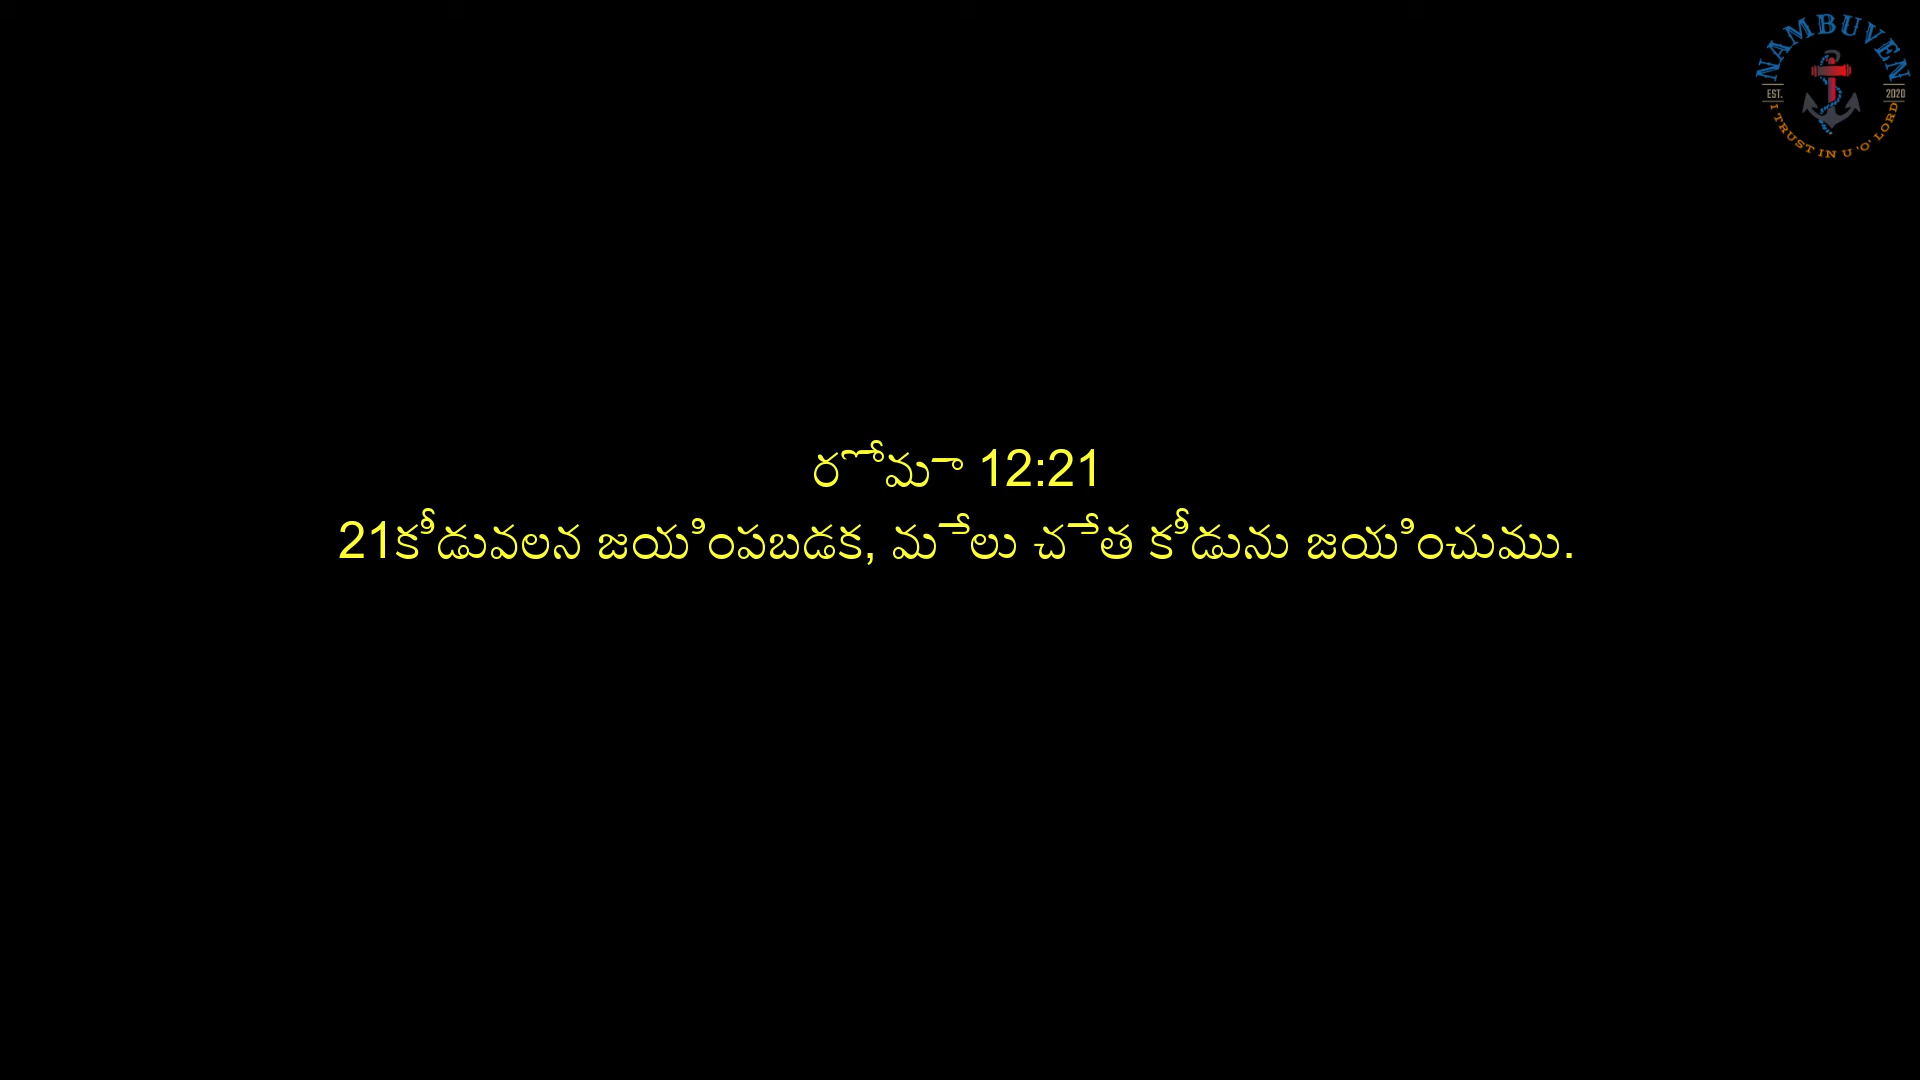 NAMBUVEN
EST. 2020
I TRUST IN U 'O' LORD
రోమా 12:21
21కీడువలన జయింపబడక, మేలు చేత కీడును జయించుము.